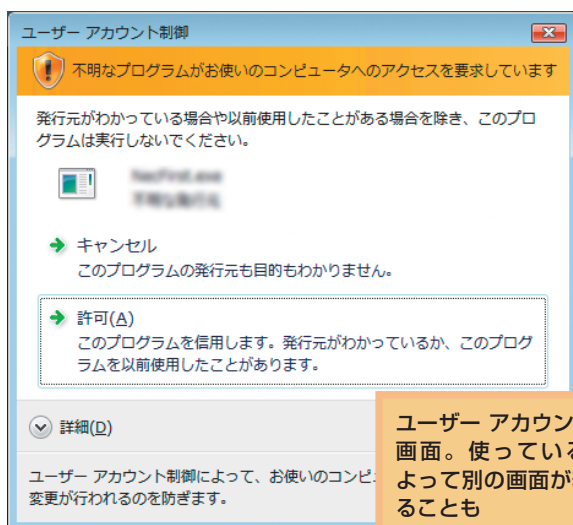 ユーザー アカウント制御
不明なプログラムがお使いのコンピュータへのアクセスを要求しています
発行元がわかっている場合や以前使用したことがある場合を除き、このプロ
グラムは実行しないでください。
キャンセル
このプログラムの発行元も目的もわかりません。
許可(A)
このプログラムを信用します。発行元がわかっているか、このプログ
ラムを以前使用したことがあります。
詳細(D)
ユーザー アカウント制御によって、お使いのコンピ
変更が行われるのを防ぎます。
ユーザー アカウン
画面。使っている
よって別の画面が
ることも